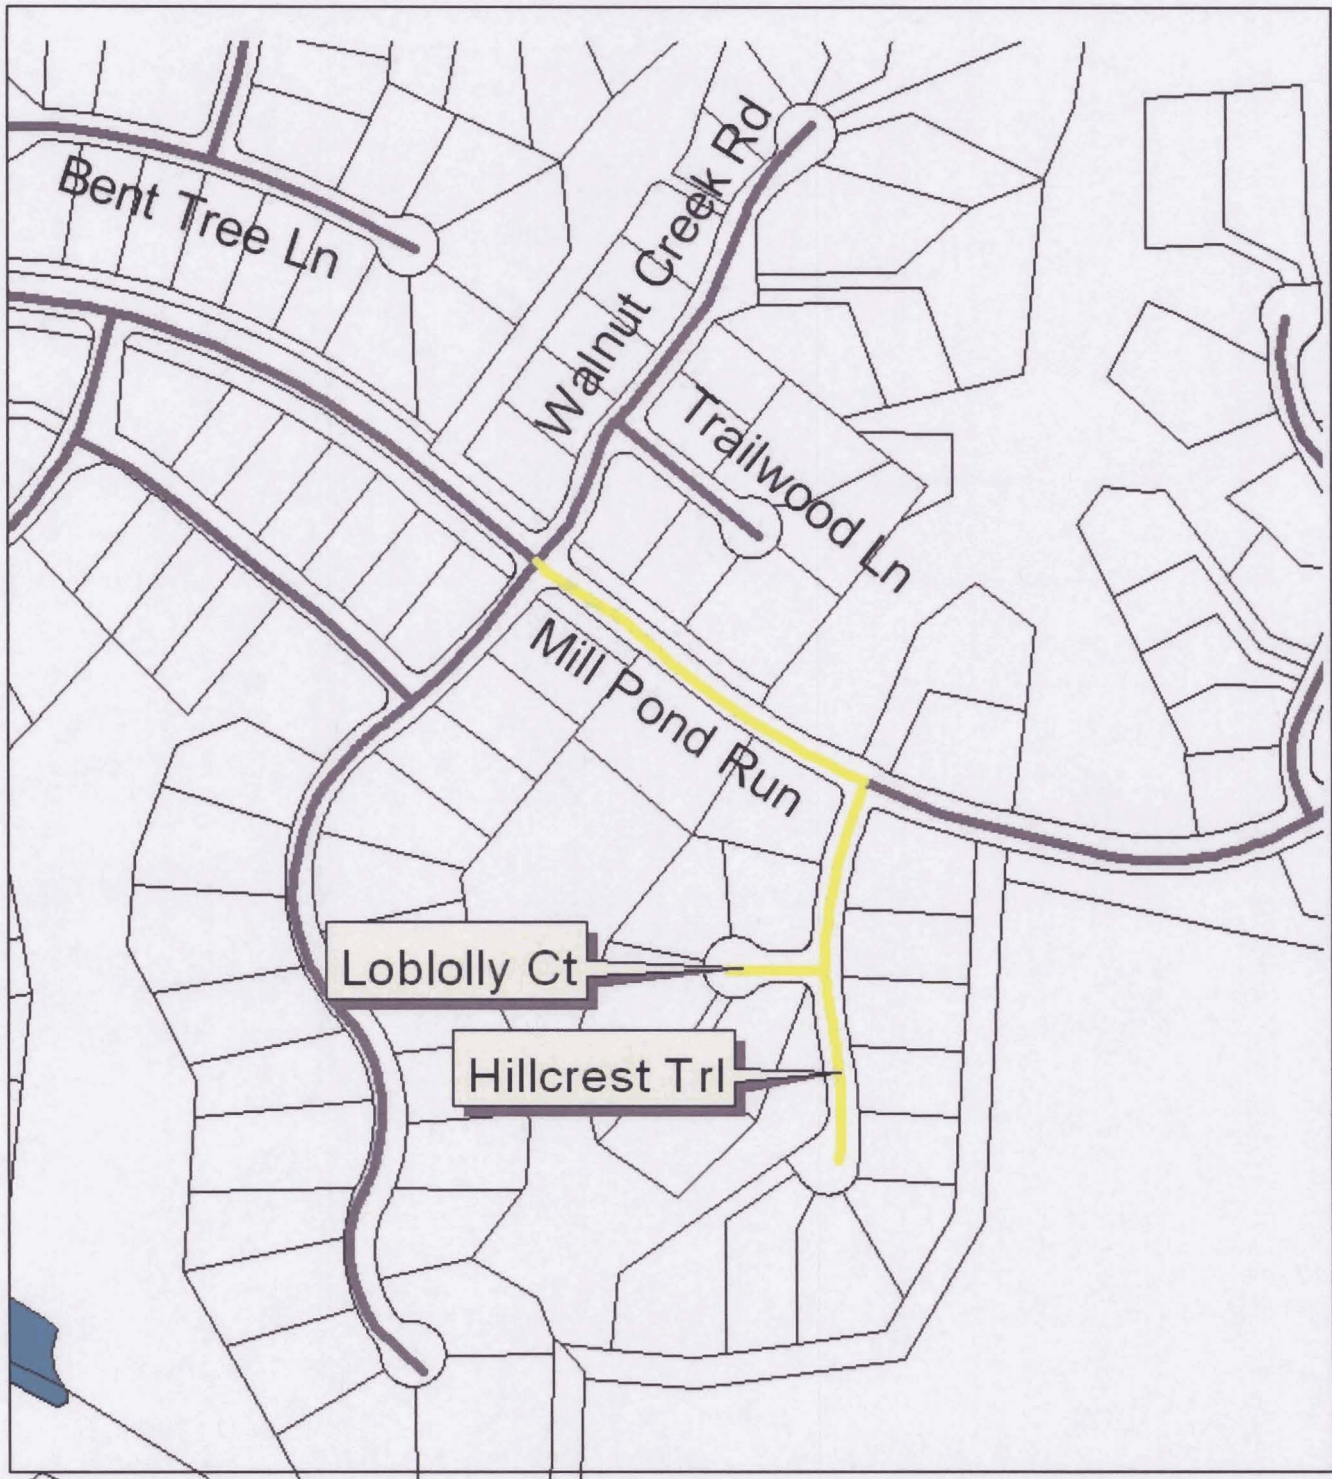 Walnut Creek Rd
Bent Tree Ln
Trailwood Ln
Mill Pond Run
Loblolly Ct
Hillcrest Trl